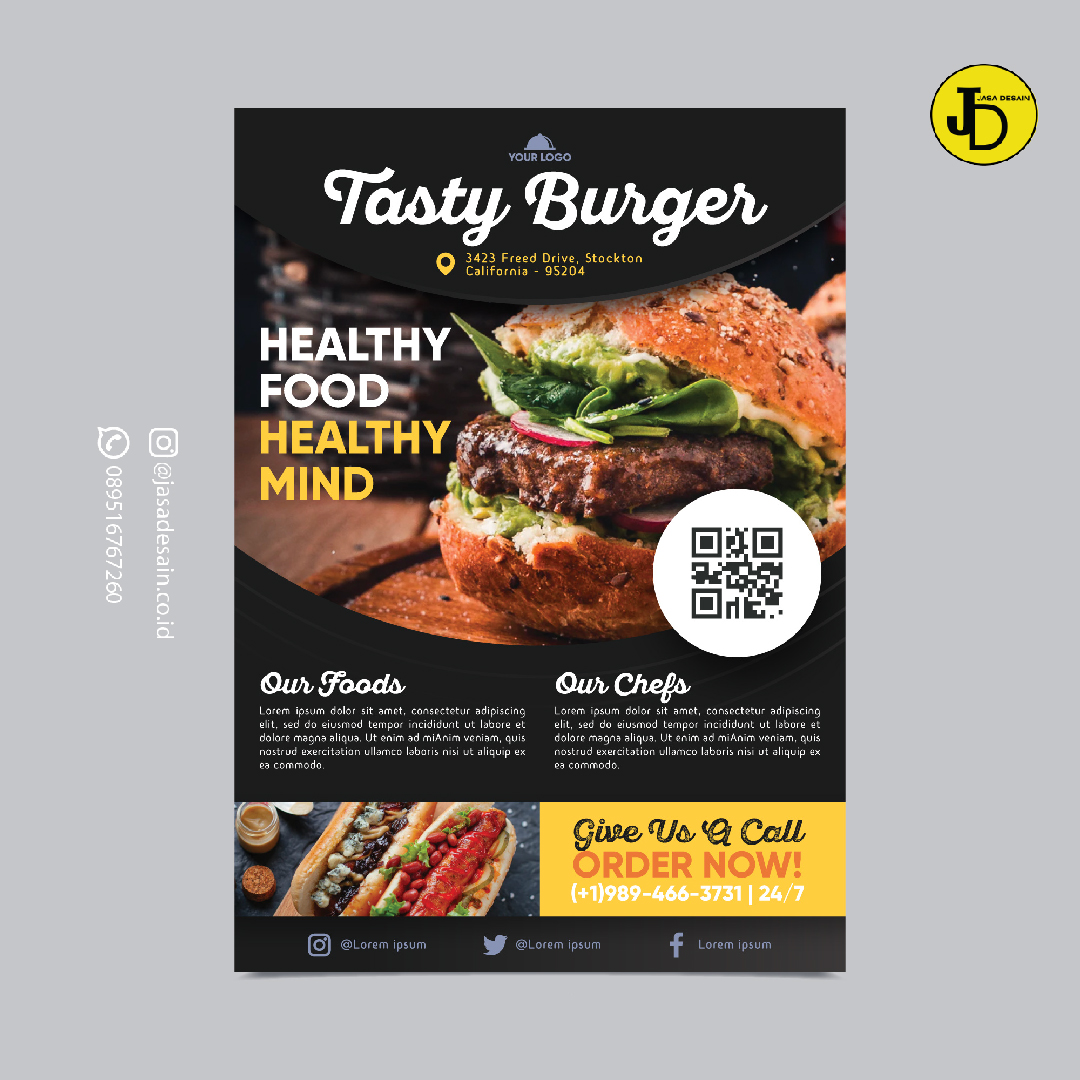 JD
JASA DESAIN
YOUR LOGO
Tasty Burger
3423 Freed Drive, Stockton
California - 95204
HEALTHY
FOOD
HEALTHY
MIND
@jasadesain.co.id
089516767260
Our Foods
Lorem ipsum dolor sit amet, consectetur adipiscing
elit, sed do eiusmod tempor incididunt ut labore et
dolore magna aliqua. Ut enim ad miAnim veniam, quis
nostrud exercitation ullamco laboris nisi ut aliquip ex
ea commodo.
Our Chefs
Lorem ipsum dolor sit amet, consectetur adipiscing
elit, sed do eiusmod tempor incididunt ut labore et
dolore magna aliqua. Ut enim ad miAnim veniam, quis
nostrud exercitation ullamco laboris nisi ut aliquip ex
ea commodo.
Give Us A Call
ORDER NOW!
(+1)989-466-3731 | 24/7
@Lorem ipsum
@Lorem ipsum
Lorem ipsum